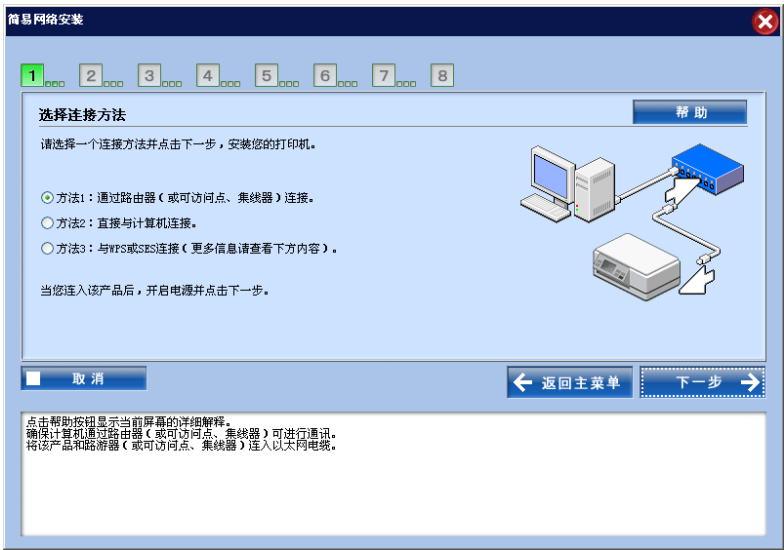 简易网络安装
1 2 3 4 5 6 7 8
选择连接方法
帮 助
请选择一个连接方法并点击下一步，安装您的打印机。
方法1：通过路由器（或可访问点、集线器）连接。
方法2：直接与计算机连接。
方法3：与WPS或SES连接（更多信息请查看下方内容）。
当您连入该产品后，开启电源并点击下一步。
取 消
返回主菜单
下一步
点击帮助按钮显示当前屏幕的详细解释。
确保计算机通过路由器（或可访问点、集线器）可进行通讯。
将该产品和路游器（或可访问点、集线器）连入以太网电缆。